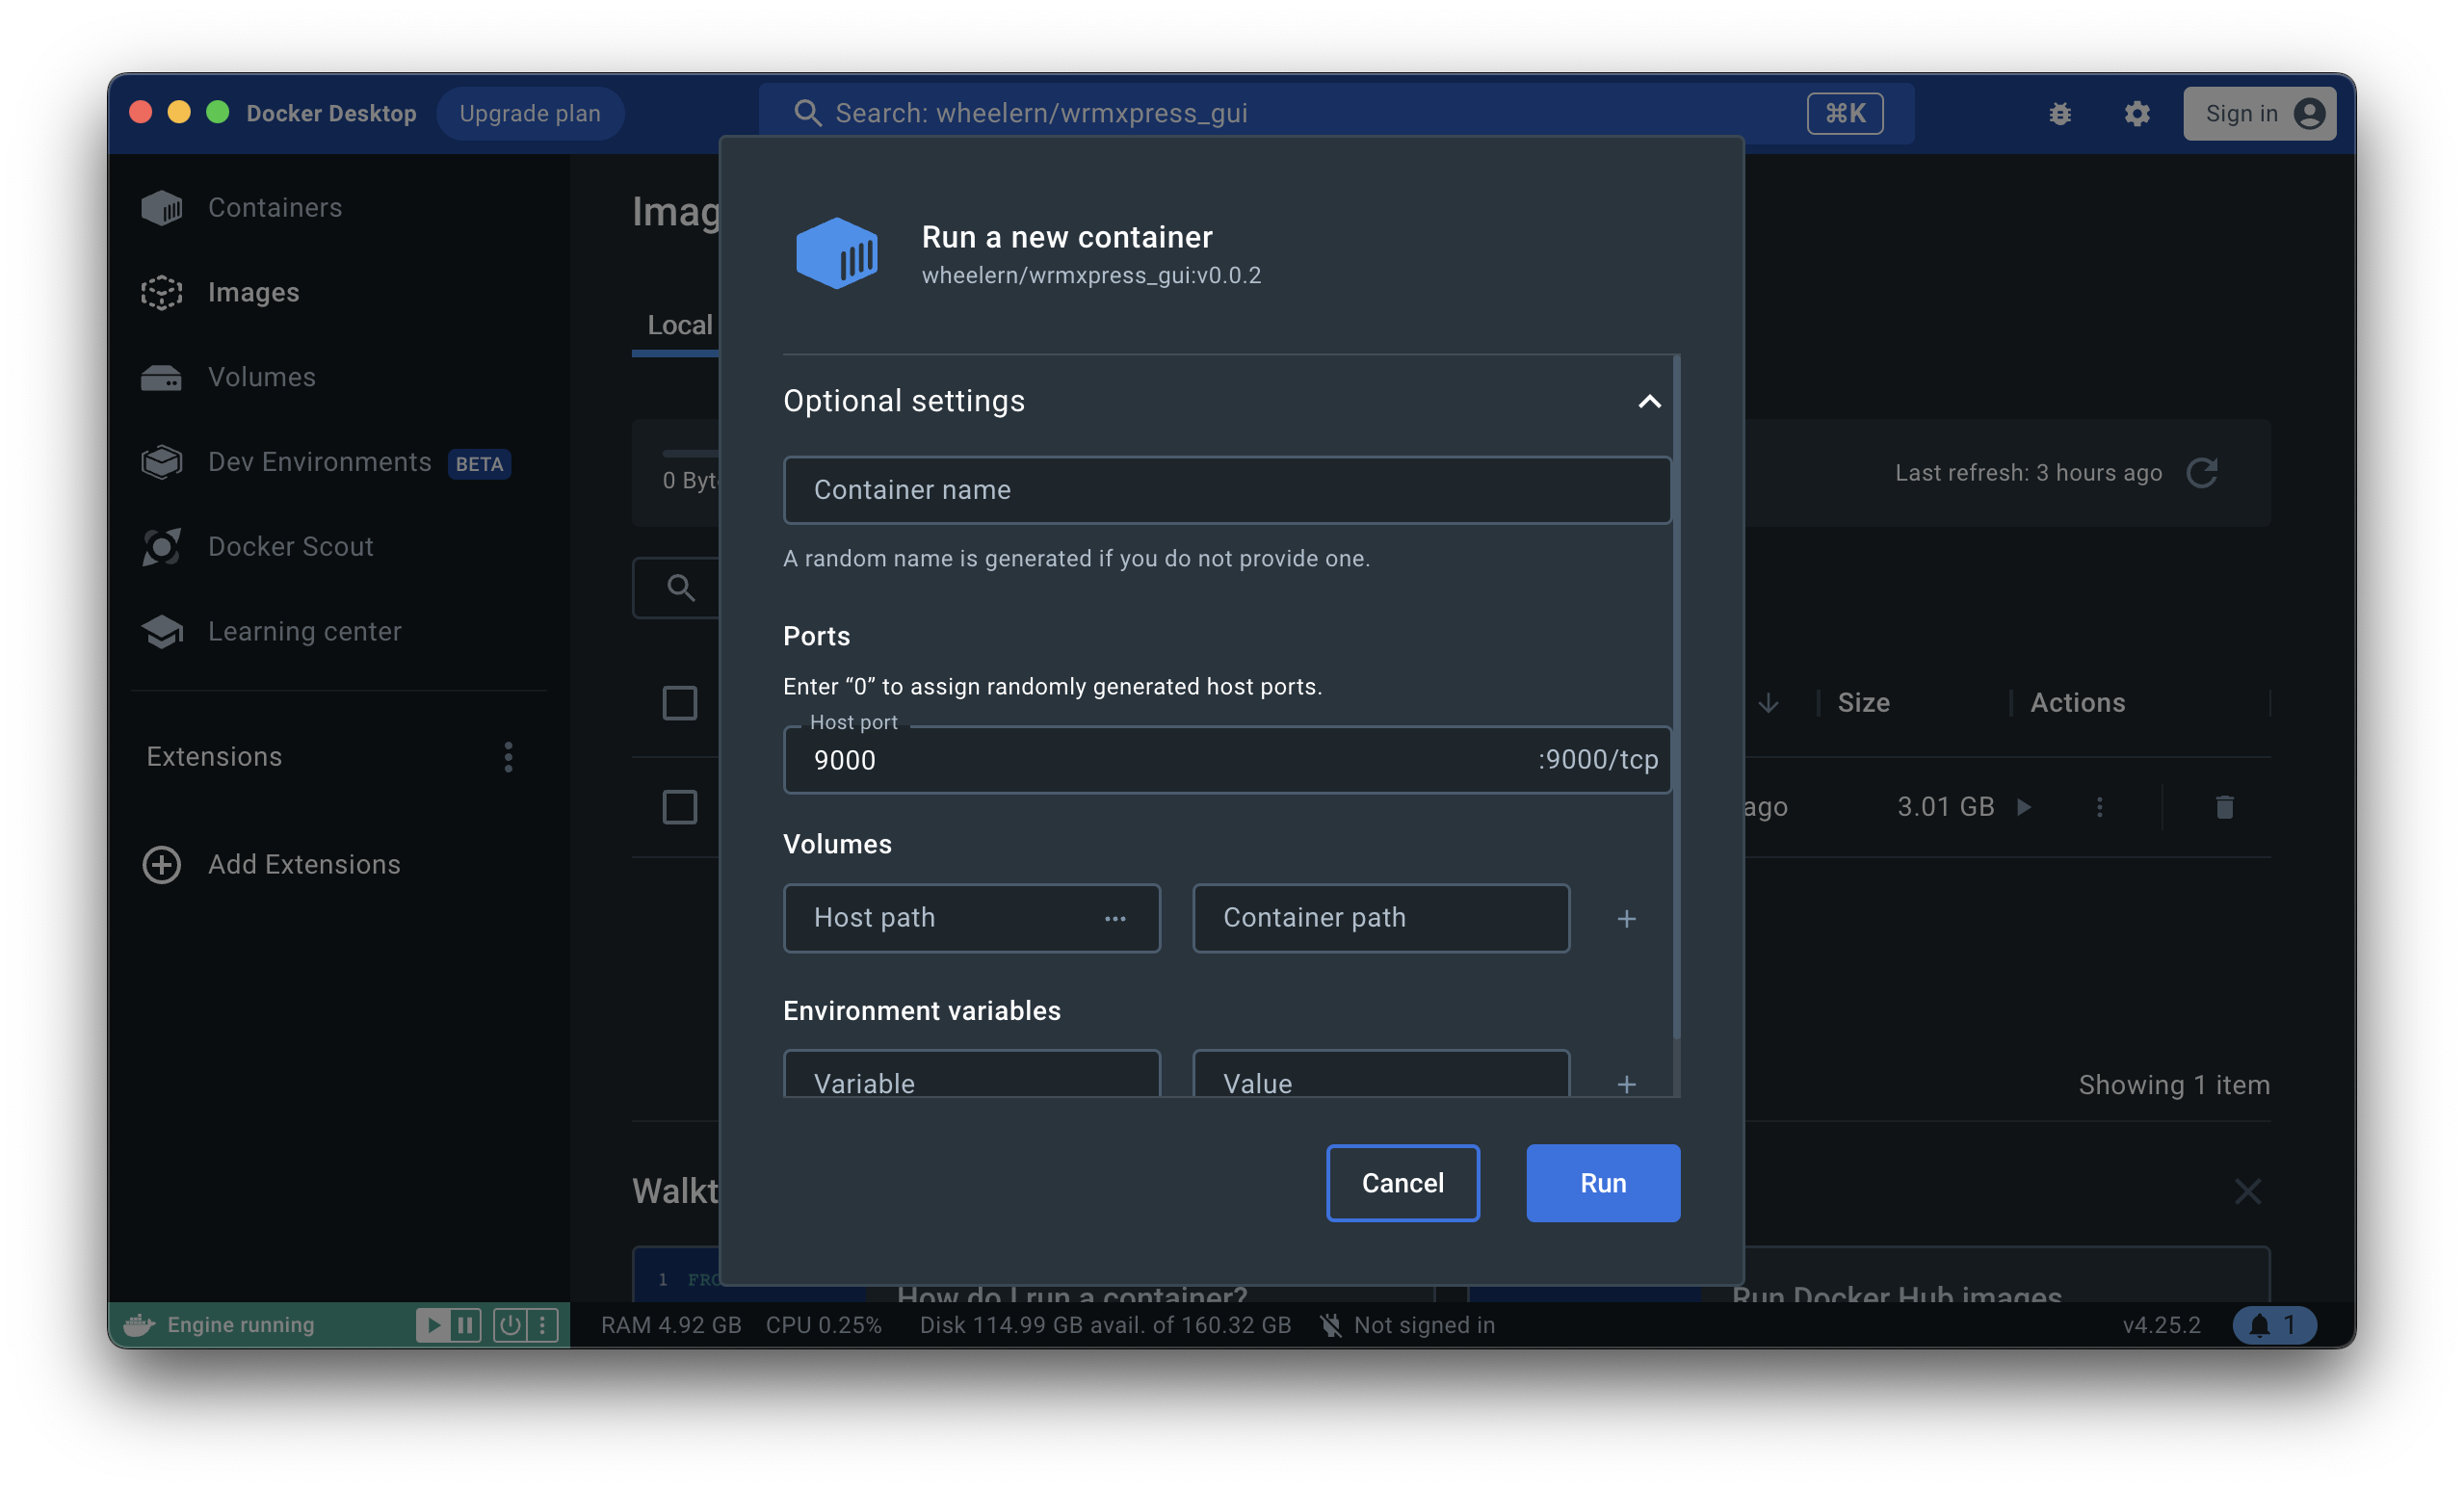 Docker Desktop
Upgrade plan
Search: wheelern/wrmxpress_gui
⌘K
Sign in
Containers
Images
Volumes
Dev Environments BETA
Docker Scout
Learning center
Extensions
Add Extensions
Local
Last refresh: 3 hours ago
Size
Actions
ago
3.01 GB
Showing 1 item
Run a new container
wheelern/wrmxpress_gui:v0.0.2
Optional settings
Container name
A random name is generated if you do not provide one.
Ports
Enter “0” to assign randomly generated host ports.
Host port
9000
:9000/tcp
Volumes
Host path
Container path
Environment variables
Variable
Value
Cancel
Run
1
How do I run a container?
Run Docker Hub images
Engine running
RAM 4.92 GB CPU 0.25% Disk 114.99 GB avail. of 160.32 GB Not signed in
v4.25.2
1